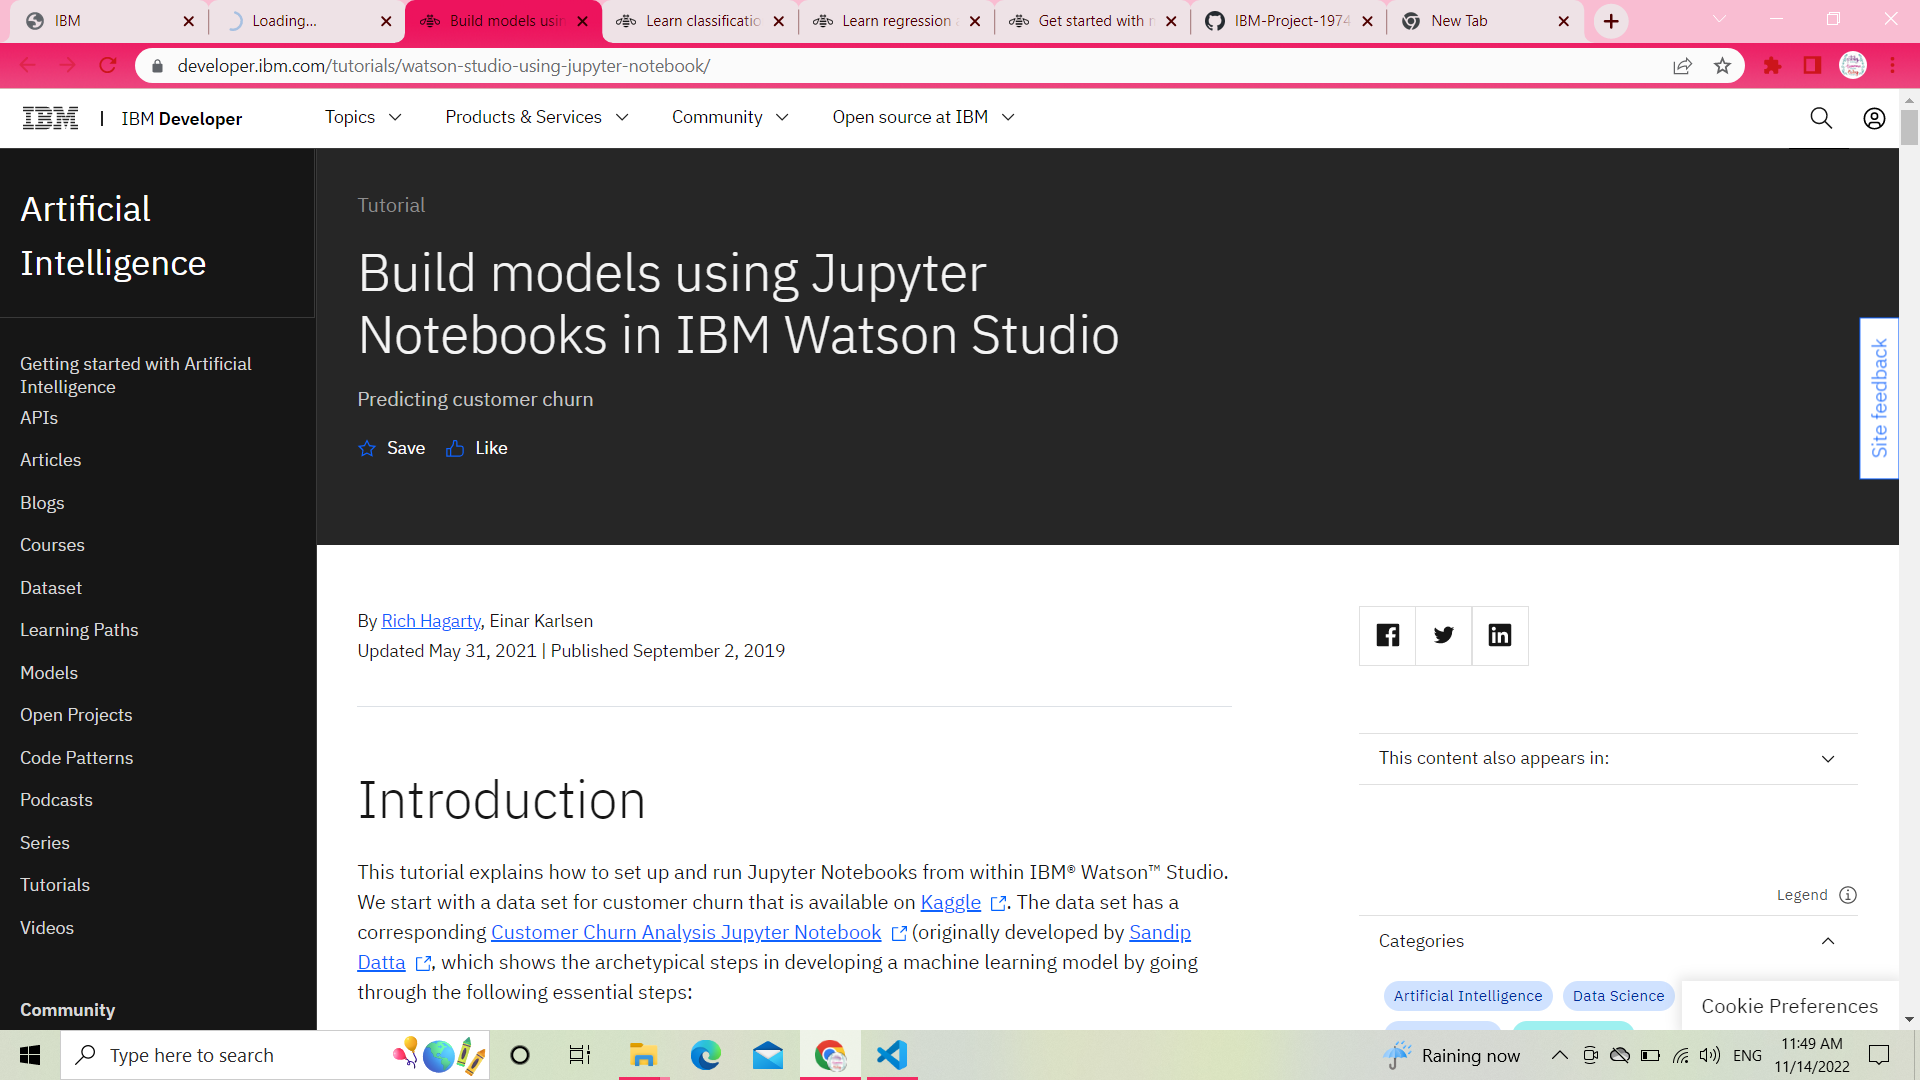 IBM
Loading...
Build models usin
Learn classificatio
Learn regression a
Get started with n
IBM-Project-1974
New Tab
developer.ibm.com/tutorials/watson-studio-using-jupyter-notebook/
IBM
IBM Developer
Topics
Products & Services
Community
Open source at IBM
Artificial
Intelligence
Getting started with Artificial
Intelligence
APIs
Articles
Blogs
Courses
Dataset
Learning Paths
Models
Open Projects
Code Patterns
Podcasts
Series
Tutorials
Videos
Community
Tutorial
Build models using Jupyter
Notebooks in IBM Watson Studio
Predicting customer churn
Save
Like
Site feedback
By Rich Hagarty, Einar Karlsen
Updated May 31, 2021 | Published September 2, 2019
Introduction
This tutorial explains how to set up and run Jupyter Notebooks from within IBM® Watson™ Studio.
We start with a data set for customer churn that is available on Kaggle. The data set has a
corresponding Customer Churn Analysis Jupyter Notebook (originally developed by Sandip
Datta, which shows the archetypical steps in developing a machine learning model by going
through the following essential steps:
This content also appears in:
Legend
Categories
Artificial Intelligence
Data Science
Cookie Preferences
Type here to search
Raining now
ENG
11:49 AM
11/14/2022